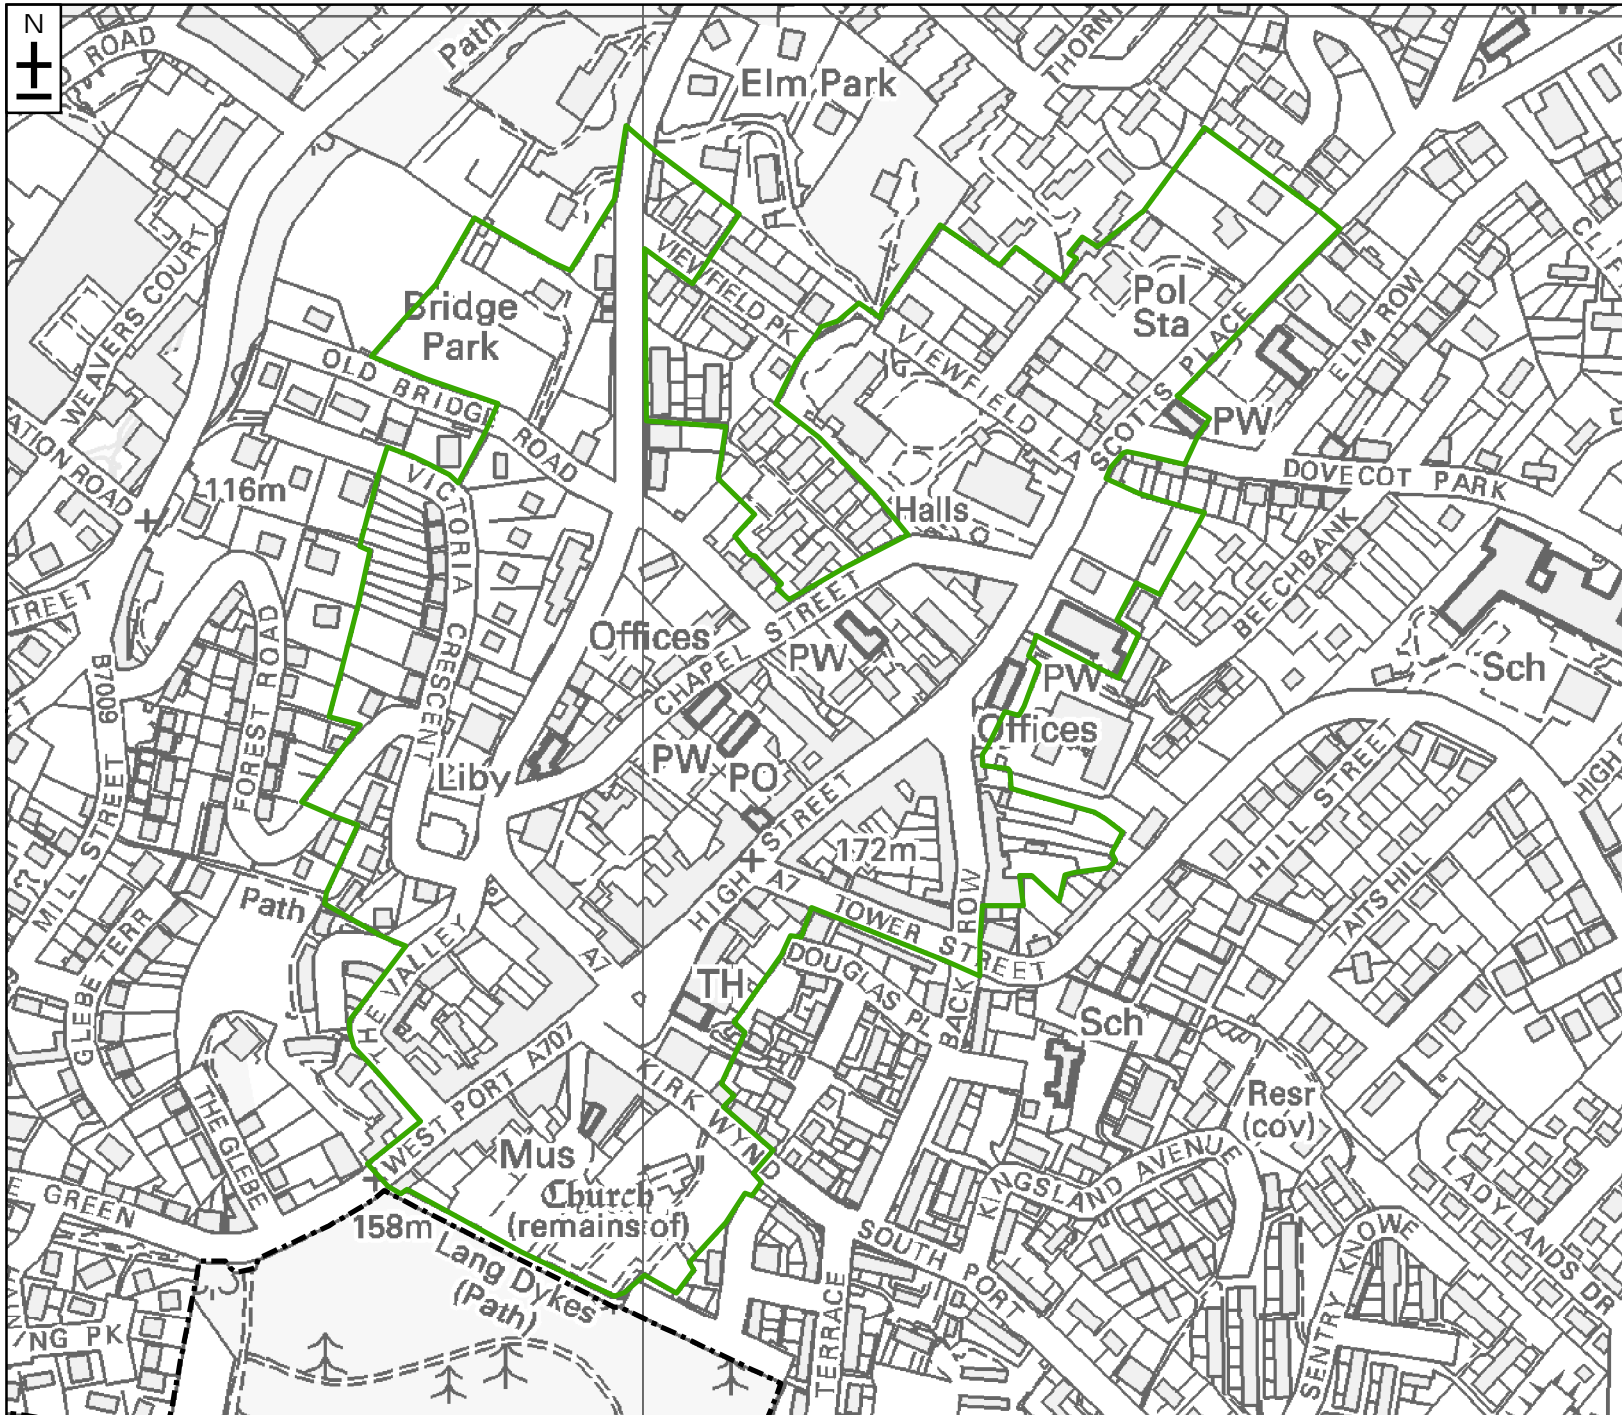 N
ROAD
Path
Elm Park
THORN
WEAVERS COURT
VIEWFIELD PK
Bridge
Park
Pol
Sta
OLD BRIDGE ROAD
VIEWFIELD LA
SCOTTS PLACE
ELM ROW
PW
DOVECOT PARK
ATION ROAD
116m
VICTORIA CRESCENT
Halls
BEECHBANK
TREET
B7009
FOREST ROAD
Offices
CHAPEL STREET
PW
PW
Sch
Offices
Liby
PW
PO
HILL STREET
HIGH
MILL STREET
HIGH STREET
172m
TAITS HILL
A7
TOWER STREET
Path
GLEBE TERR
THE VALLEY
A7
TH
DOUGLAS PL
BACK ROW
Sch
WEST PORT A707
KIRK WYND
Resr
(cov)
THE GLEBE
Mus
Church
(remains of)
KINGSLAND AVENUE
LADYLANDS DR
E GREEN
158m
Lang Dykes
(Path)
SOUTH PORT
SENTRY KNOWE
NG PK
TERRACE